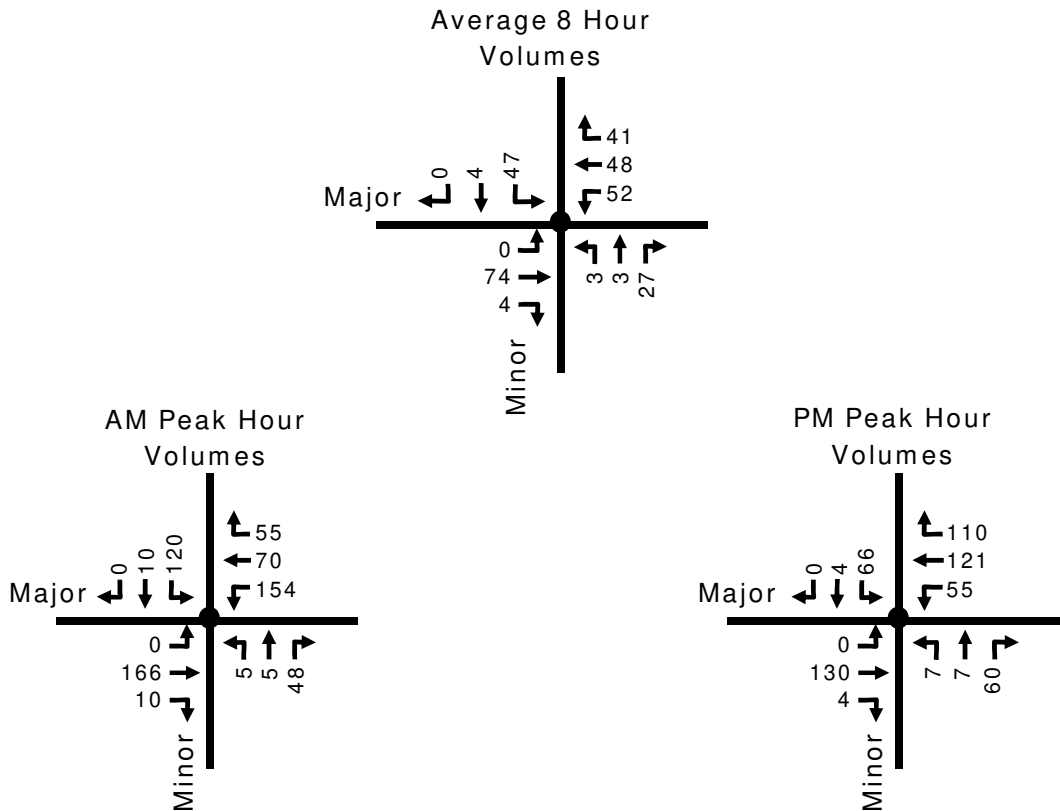 Average 8 Hour
Volumes
41
0 4 47
48
Major
52
0
74
3 3 27
4
Minor
AM Peak Hour
Volumes
55
0 10 120
70
Major
154
0
166
5 5 48
10
Minor
PM Peak Hour
Volumes
110
0 4 66
121
Major
55
0
130
7 7 60
4
Minor